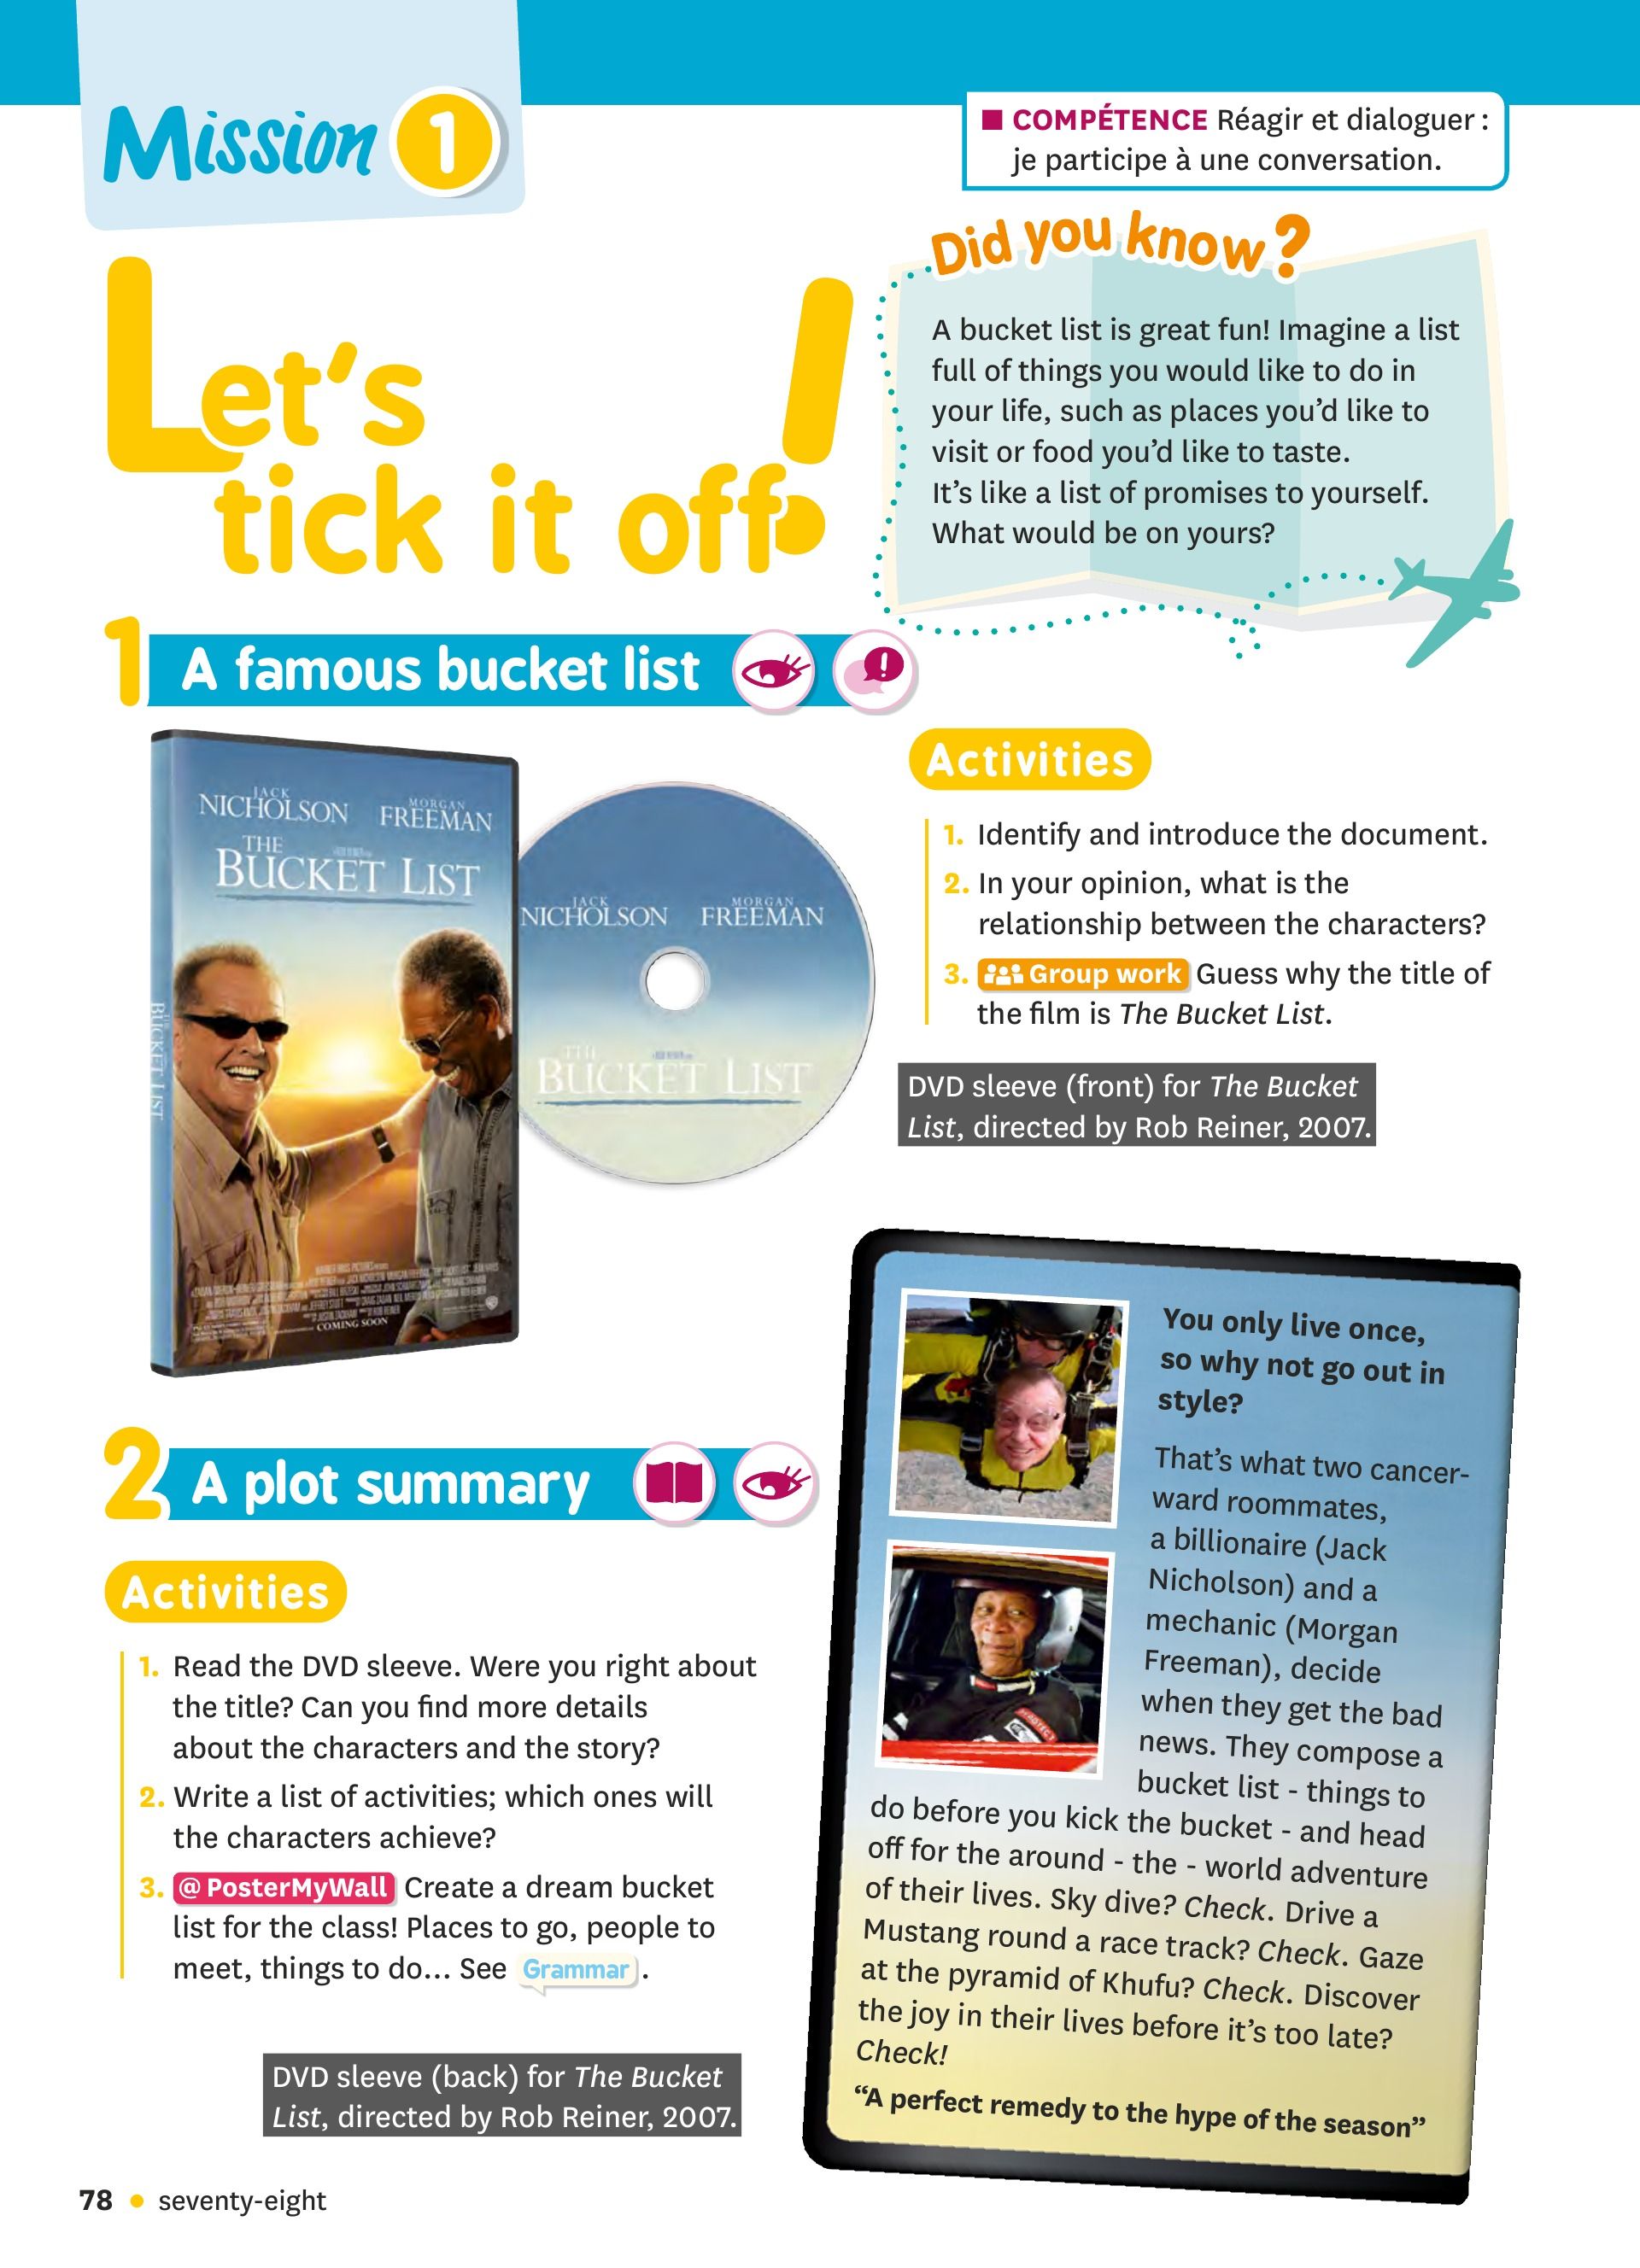 Mission 1
■ COMPÉTENCE Réagir et dialoguer :
je participe à une conversation.
Let's
tick it off!
Did you know?
A bucket list is great fun! Imagine a list
full of things you would like to do in
your life, such as places you'd like to
visit or food you'd like to taste.
It's like a list of promises to yourself.
What would be on yours?
1 A famous bucket list
JACK
NICHOLSON
MORGAN
FREEMAN
THE
BUCKET LIST
THE
BUCKET LIST
COMING SOON
JACK
NICHOLSON
MORGAN
FREEMAN
THE
BUCKET LIST
Activities
1. Identify and introduce the document.
2. In your opinion, what is the
relationship between the characters?
3. Group work Guess why the title of
the film is The Bucket List.
DVD sleeve (front) for The Bucket
List, directed by Rob Reiner, 2007.
2 A plot summary
Activities
1. Read the DVD sleeve. Were you right about
the title? Can you find more details
about the characters and the story?
2. Write a list of activities; which ones will
the characters achieve?
3. @ PosterMyWall Create a dream bucket
list for the class! Places to go, people to
meet, things to do... See Grammar.
DVD sleeve (back) for The Bucket
List, directed by Rob Reiner, 2007.
You only live once,
so why not go out in
style?
That's what two cancer-
ward roommates,
a billionaire (Jack
Nicholson) and a
mechanic (Morgan
Freeman), decide
when they get the bad
news. They compose a
bucket list - things to
do before you kick the bucket - and head
off for the around - the - world adventure
of their lives. Sky dive? Check. Drive a
Mustang round a race track? Check. Gaze
at the pyramid of Khufu? Check. Discover
the joy in their lives before it's too late?
Check!
"A perfect remedy to the hype of the season"
78 • seventy-eight